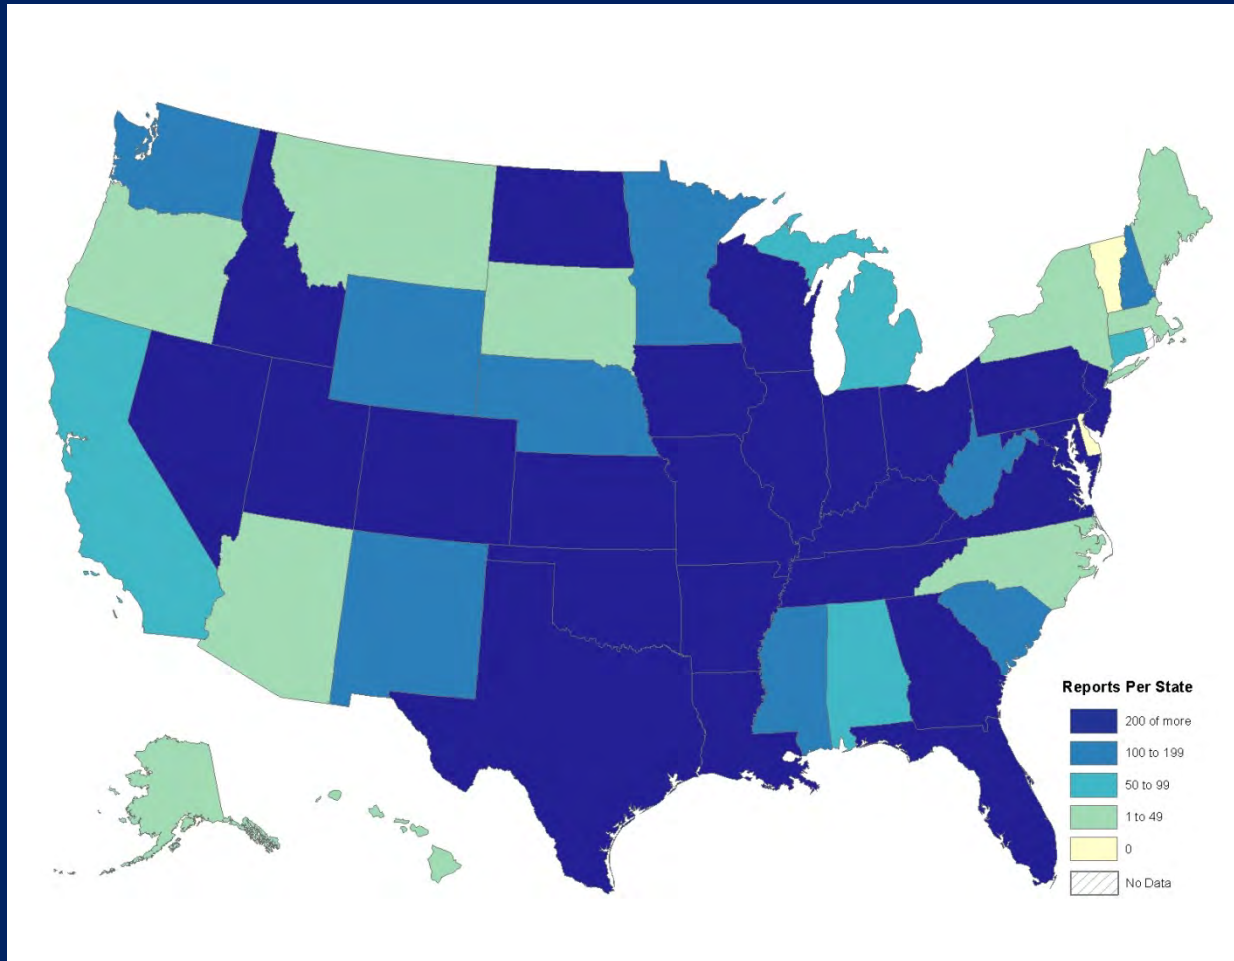 Reports Per State
200 of more
100 to 199
50 to 99
1 to 49
0
No Data